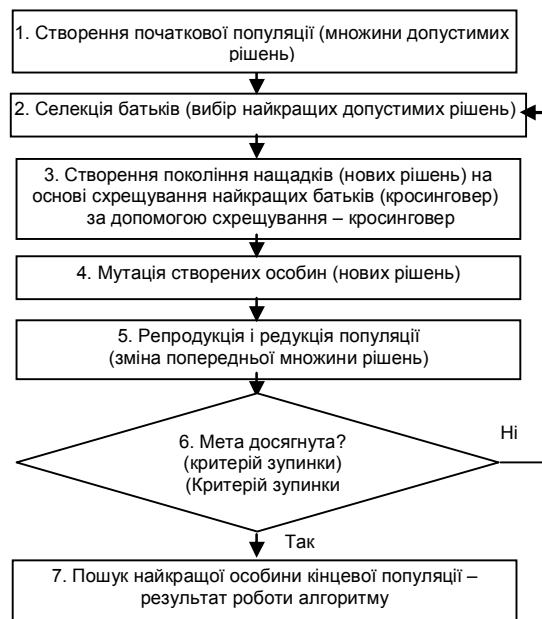 1. Створення початкової популяції (множини допустимих
рішень)
2. Селекція батьків (вибір найкращих допустимих рішень)
3. Створення покоління нащадків (нових рішень) на
основі схрещування найкращих батьків (кросинговер)
за допомогою схрещування – кросинговер
4. Мутація створених особин (нових рішень)
5. Репродукція і редукція популяції
(зміна попередньої множини рішень)
6. Мета досягнута?
(критерій зупинки)
(Критерій зупинки
Ні
Так
7. Пошук найкращої особини кінцевої популяції –
результат роботи алгоритму